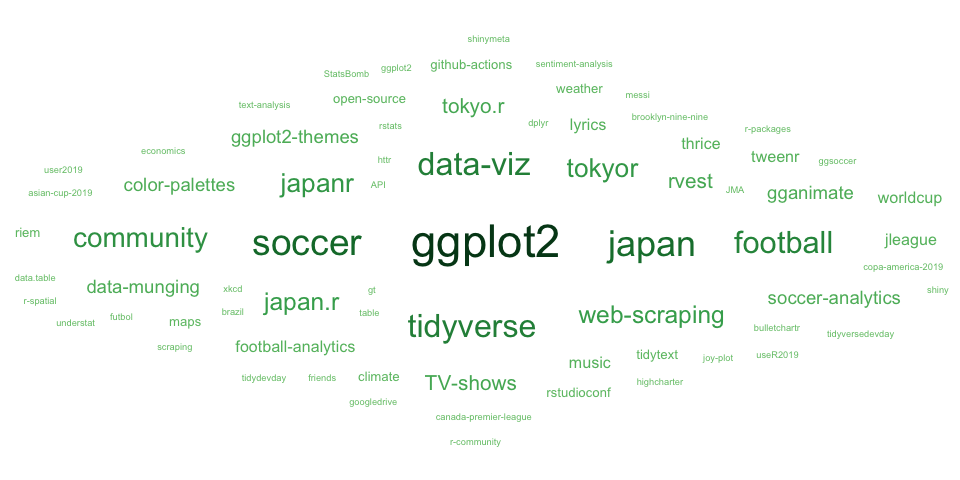 shinymeta
StatsBomb ggplot2 github-actions sentiment-analysis
text-analysis open-source tokyo.r weather messi
ggplot2-themes rstats dplyr lyrics brooklyn-nine-nine r-packages
economics httr data-viz tokyor thrice tweenr ggsoccer
user2019 asian-cup-2019 color-palettes japanr API rvest JMA gganimate worldcup
riem community soccer ggplot2 japan football jleague
copa-america-2019
data.table data-munging xkcd gt soccer-analytics shiny
r-spatial understat futbol maps brazil japan.r table tidyverse web-scraping bulletchartr tidyversedevday
scraping football-analytics music tidytext joy-plot useR2019
tidydevday friends climate TV-shows rstudioconf highcharter
googledrive
canada-premier-league
r-community